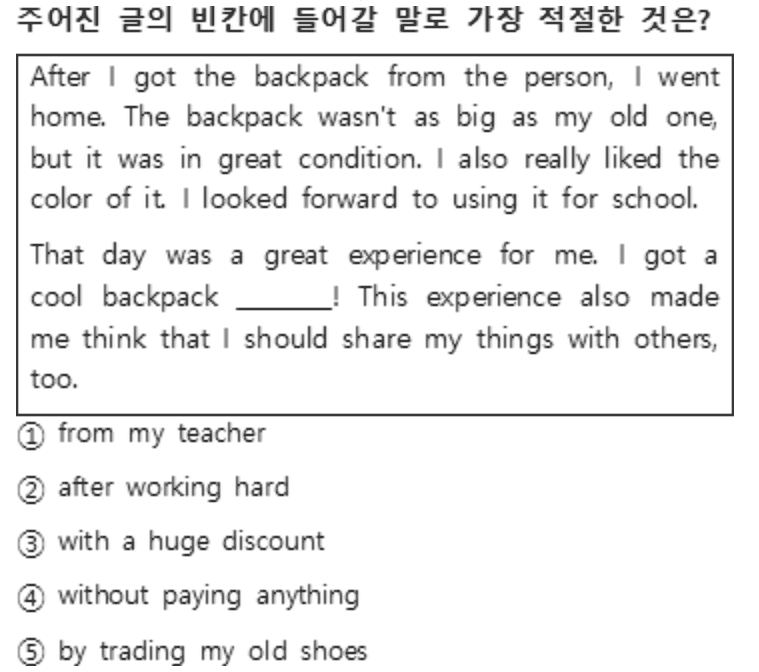 주어진 글의 빈칸에 들어갈 말로 가장 적절한 것은?
After I got the backpack from the person, I went
home. The backpack wasn't as big as my old one,
but it was in great condition. I also really liked the
color of it. I looked forward to using it for school.
That day was a great experience for me. I got a
cool backpack _______! This experience also made
me think that I should share my things with others,
too.
① from my teacher
② after working hard
③ with a huge discount
④ without paying anything
⑤ by trading my old shoes